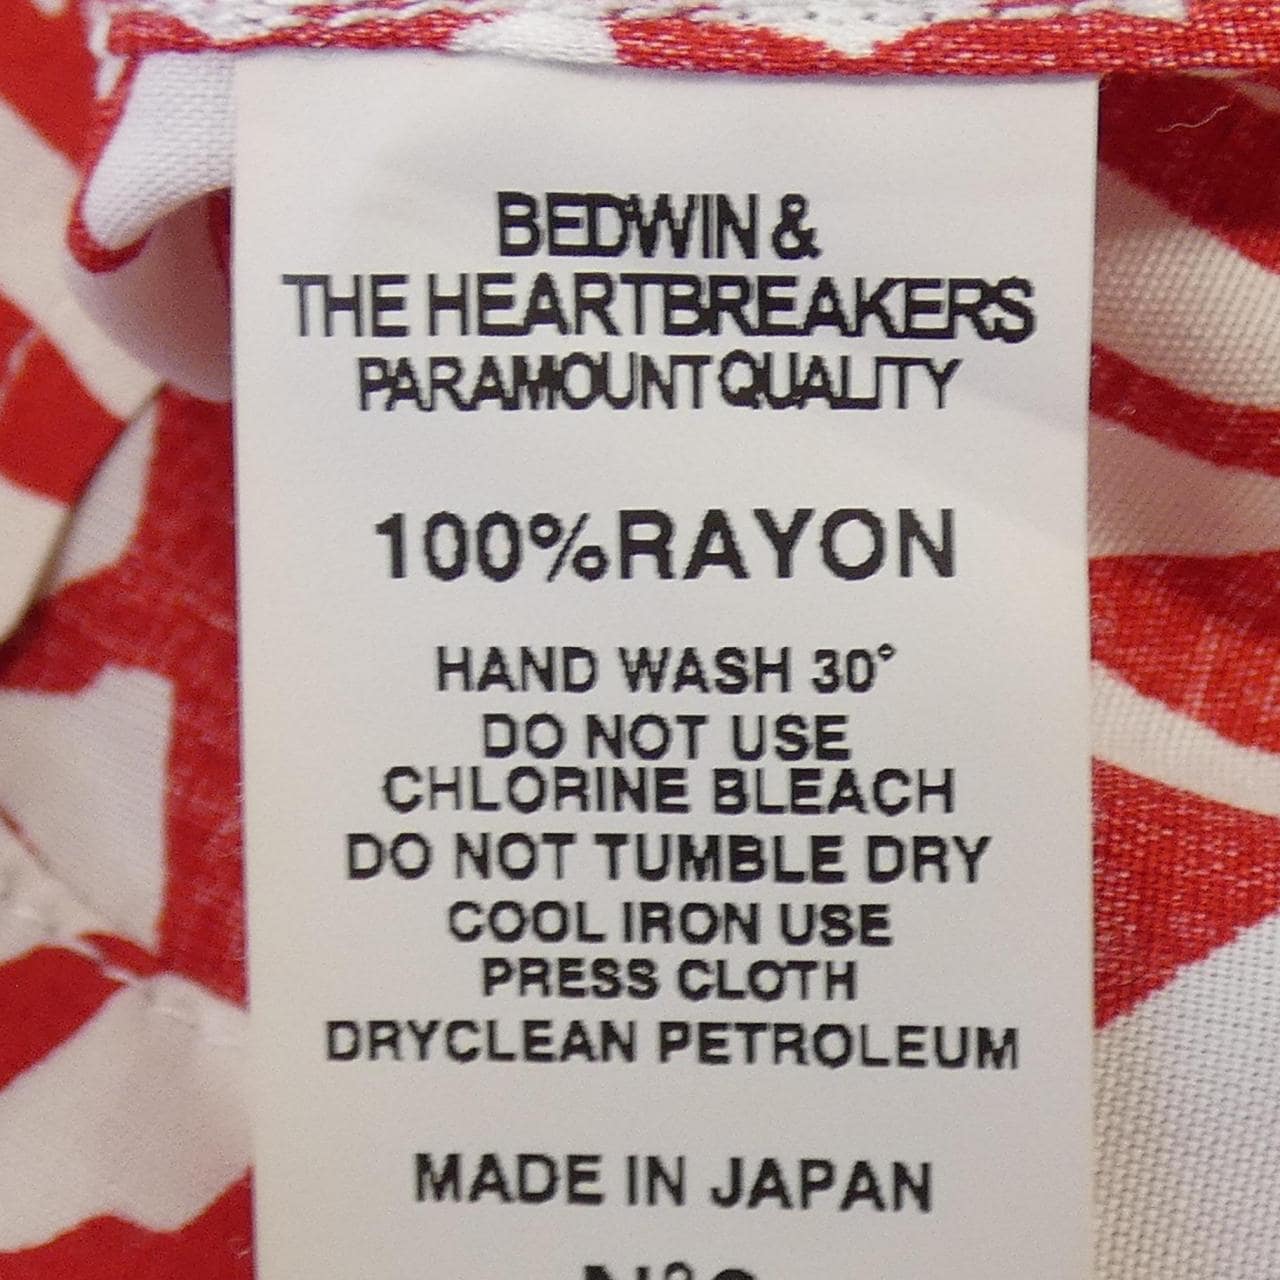 BEDWIN &
THE HEARTBREAKERS
PARAMOUNT QUALITY
100%RAYON
HAND WASH 30°
DO NOT USE
CHLORINE BLEACH
DO NOT TUMBLE DRY
COOL IRON USE
PRESS CLOTH
DRYCLEAN PETROLEUM
MADE IN JAPAN